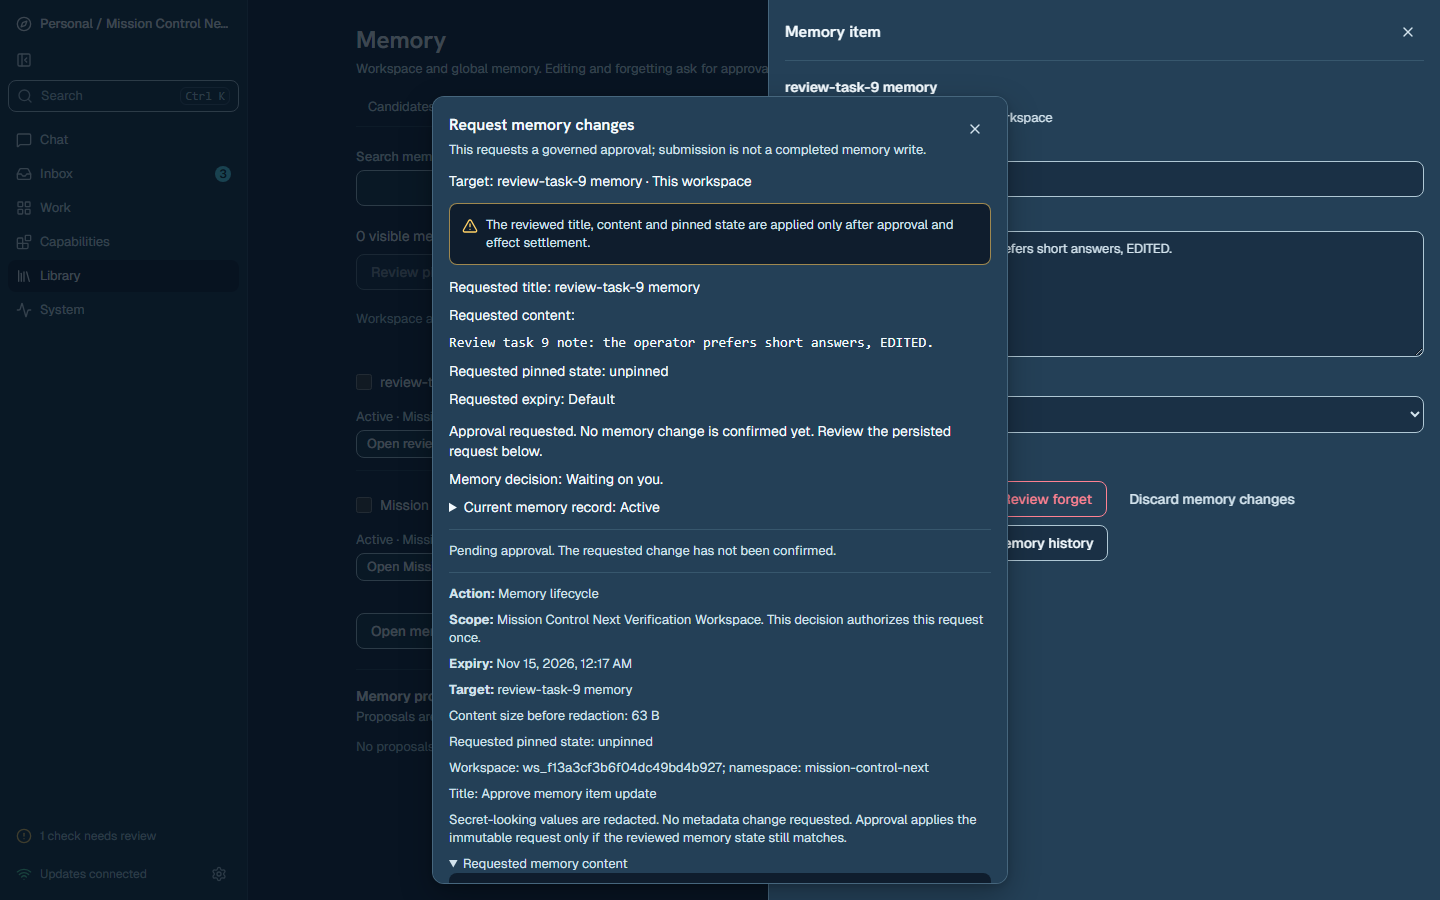 Personal / Mission Control Ne...
Search
Ctrl K
Chat
Inbox
3
Work
Capabilities
Library
System
1 check needs review
Updates connected
Memory
Workspace and global memory. Editing and forgetting ask for approva
Candidates
Search mem
0 visible me
Review p
Workspace a
review-t
Active · Missi
Open revie
Mission
Active · Missi
Open Miss
Open mem
Memory pro
Proposals are
No proposals
Memory item
review-task-9 memory
rkspace
efers short answers, EDITED.
Review forget
Discard memory changes
emory history
Request memory changes
This requests a governed approval; submission is not a completed memory write.
Target: review-task-9 memory · This workspace
The reviewed title, content and pinned state are applied only after approval and
effect settlement.
Requested title: review-task-9 memory
Requested content:
Review task 9 note: the operator prefers short answers, EDITED.
Requested pinned state: unpinned
Requested expiry: Default
Approval requested. No memory change is confirmed yet. Review the persisted
request below.
Memory decision: Waiting on you.
Current memory record: Active
Pending approval. The requested change has not been confirmed.
Action: Memory lifecycle
Scope: Mission Control Next Verification Workspace. This decision authorizes this request
once.
Expiry: Nov 15, 2026, 12:17 AM
Target: review-task-9 memory
Content size before redaction: 63 B
Requested pinned state: unpinned
Workspace: ws_f13a3cf3b6f04dc49bd4b927; namespace: mission-control-next
Title: Approve memory item update
Secret-looking values are redacted. No metadata change requested. Approval applies the
immutable request only if the reviewed memory state still matches.
Requested memory content